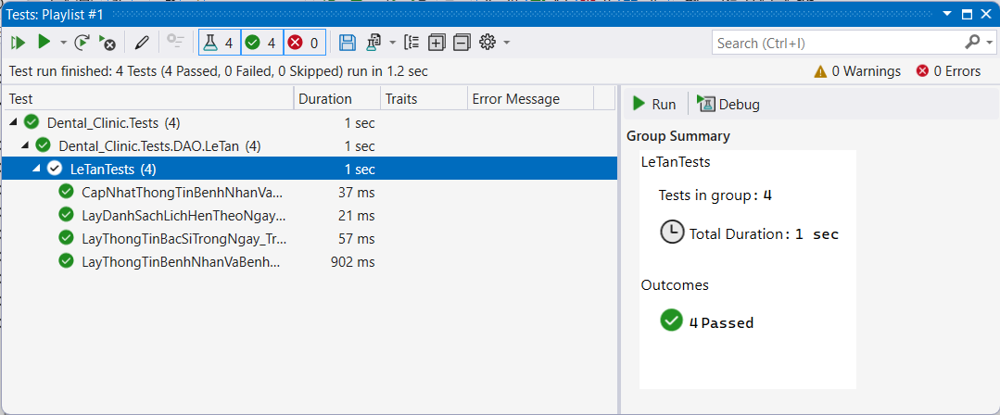 Tests: Playlist #1
4 4 0
Search (Ctrl+I)
Test run finished: 4 Tests (4 Passed, 0 Failed, 0 Skipped) run in 1.2 sec
0 Warnings 0 Errors
Test Duration Traits Error Message
Dental_Clinic.Tests (4) 1 sec
Dental_Clinic.Tests.DAO.LeTan (4) 1 sec
LeTanTests (4) 1 sec
CapNhatThongTinBenhNhanVa... 37 ms
LayDanhSachLichHenTheoNgay... 21 ms
LayThongTinBacSiTrongNgay_Tr... 57 ms
LayThongTinBenhNhanVaBenh... 902 ms
Run Debug
Group Summary
LeTanTests
Tests in group: 4
Total Duration: 1 sec
Outcomes
4 Passed